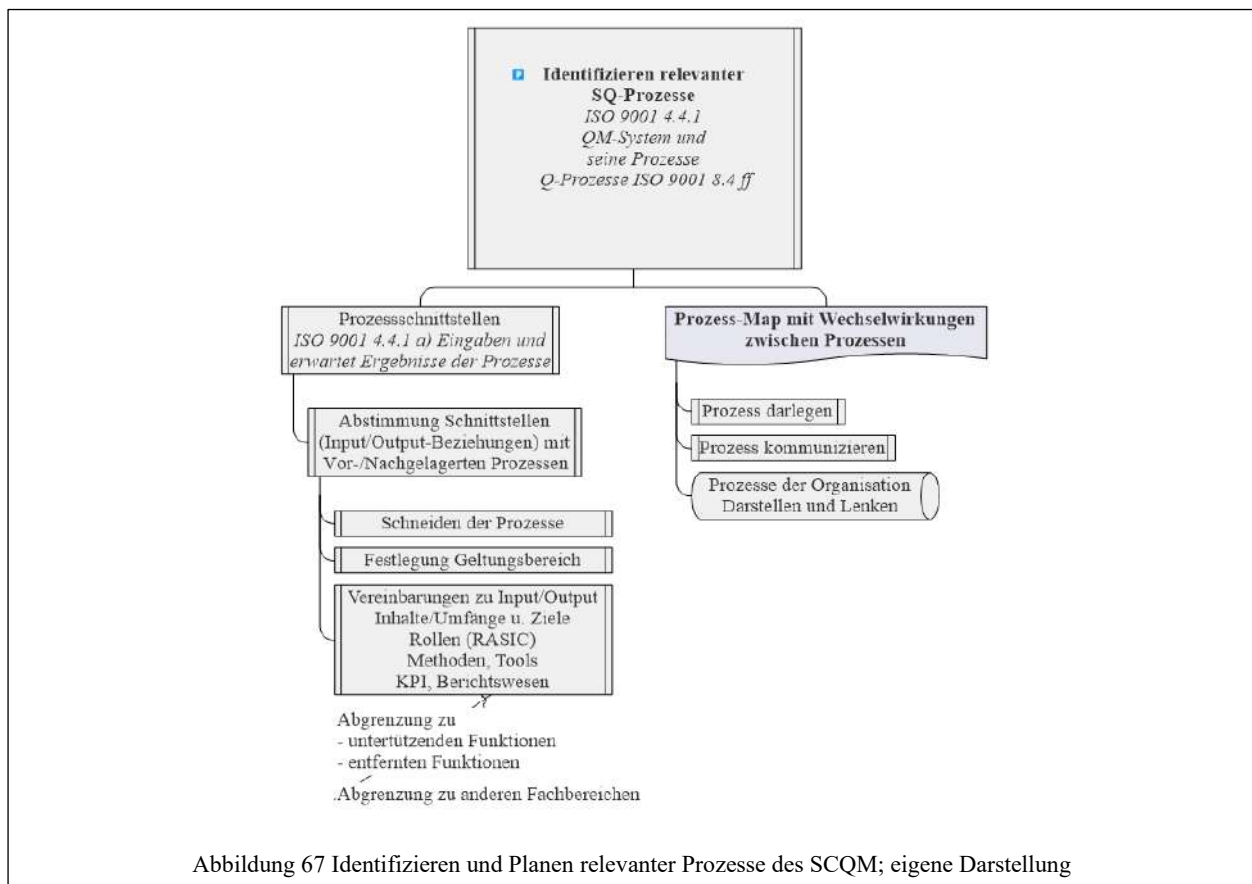 P Identifizieren relevanter
SQ-Prozesse
ISO 9001 4.4.1
QM-System und
seine Prozesse
Q-Prozesse ISO 9001 8.4 ff
Prozessschnittstellen
ISO 9001 4.4.1 a) Eingaben und
erwartet Ergebnisse der Prozesse
Abstimmung Schnittstellen
(Input/Output-Beziehungen) mit
Vor-/Nachgelagerten Prozessen
Schneiden der Prozesse
Festlegung Geltungsbereich
Vereinbarungen zu Input/Output
Inhalte/Umfänge u. Ziele
Rollen (RASIC)
Methoden, Tools
KPI, Berichtswesen
Abgrenzung zu
- untertützenden Funktionen
- entfernten Funktionen
.Abgrenzung zu anderen Fachbereichen
Prozess-Map mit Wechselwirkungen
zwischen Prozessen
Prozess darlegen
Prozess kommunizieren
Prozesse der Organisation
Darstellen und Lenken
Abbildung 67 Identifizieren und Planen relevanter Prozesse des SCQM; eigene Darstellung